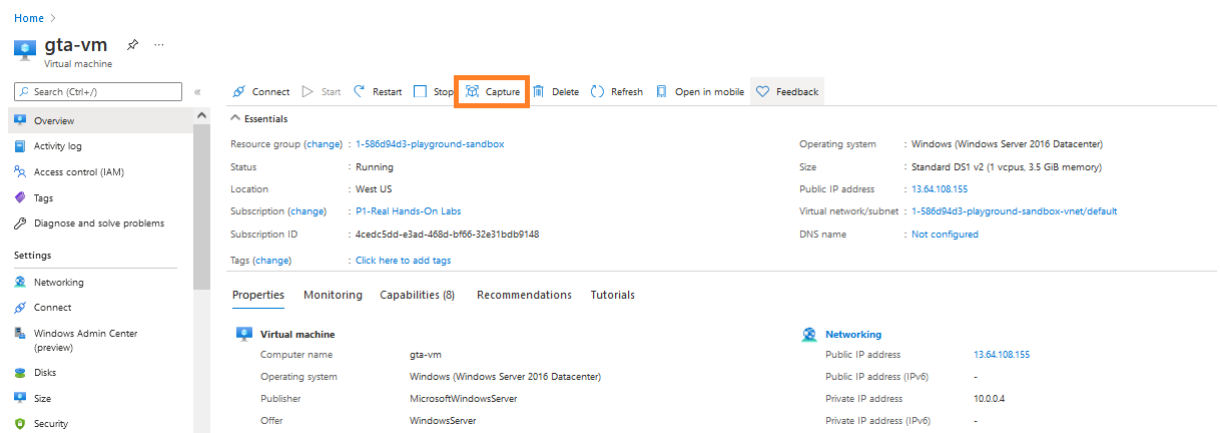 Home >
gta-vm ...
Virtual machine
Search (Ctrl+/) «
Connect Start Restart Stop Capture Delete Refresh Open in mobile Feedback
Overview
Activity log
Access control (IAM)
Tags
Diagnose and solve problems
Settings
Networking
Connect
Windows Admin Center
(preview)
Disks
Size
Security
Essentials
Resource group (change) : 1-586d94d3-playground-sandbox
Status : Running
Location : West US
Subscription (change) : P1-Real Hands-On Labs
Subscription ID : 4cedc5dd-e3ad-468d-bf66-32e31bdb9148
Tags (change) : Click here to add tags
Operating system : Windows (Windows Server 2016 Datacenter)
Size : Standard DS1 v2 (1 vcpus, 3.5 GiB memory)
Public IP address : 13.64.108.155
Virtual network/subnet : 1-586d94d3-playground-sandbox-vnet/default
DNS name : Not configured
Properties Monitoring Capabilities (8) Recommendations Tutorials
Virtual machine
Computer name gta-vm
Operating system Windows (Windows Server 2016 Datacenter)
Publisher MicrosoftWindowsServer
Offer WindowsServer
Networking
Public IP address 13.64.108.155
Public IP address (IPv6) -
Private IP address 10.0.0.4
Private IP address (IPv6) -